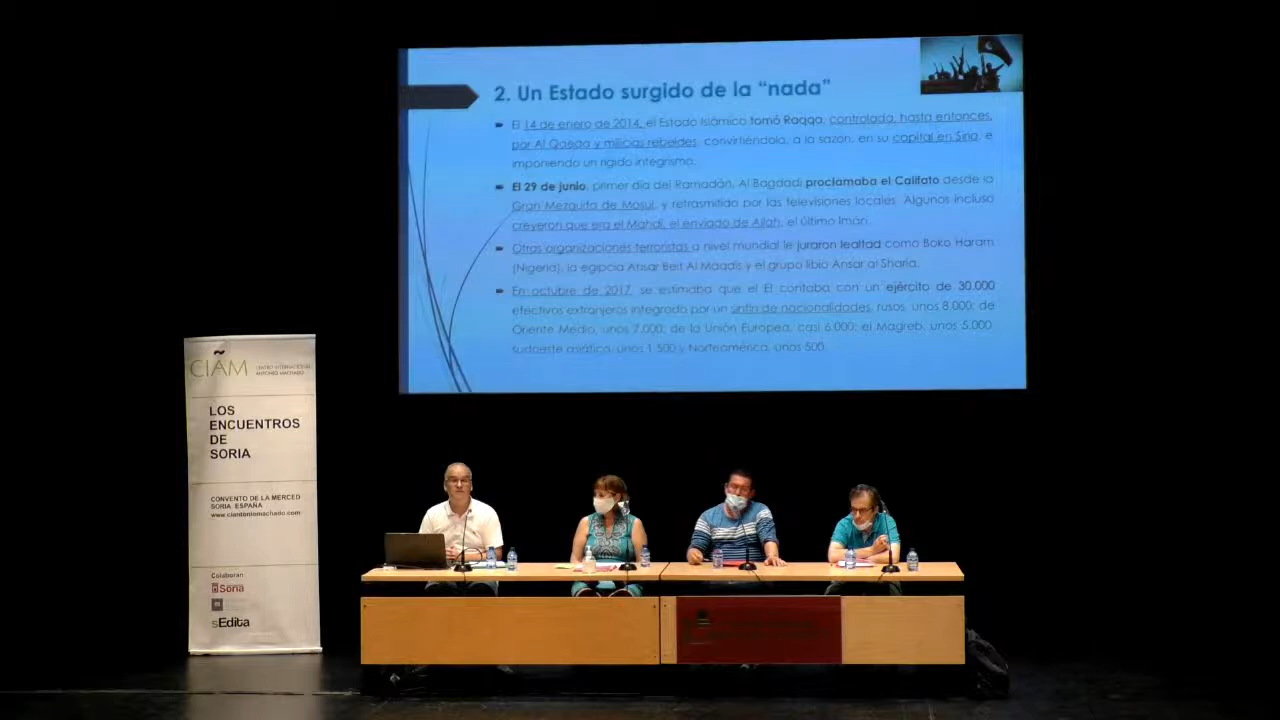 2. Un Estado surgido de la “nada”
El 14 de enero de 2014, el Estado Islámico tomó Raqqa, controlada, hasta entonces,
por Al Qaeda y milicias rebeldes, convirtiéndola, a la sazón, en su capital en Siria, e
imponiendo un rígido integrismo.
El 29 de junio, primer día del Ramadán, Al Bagdadi proclamaba el Califato desde la
Gran Mezquita de Mosul, y retrasmitido por las televisiones locales. Algunos incluso
creyeron que era el Mahdi, el enviado de Allah, el último Imán.
Otras organizaciones terroristas a nivel mundial le juraron lealtad como Boko Haram
(Nigeria), la egipcia Ansar Beit Al Maqdis y el grupo libio Ansar al Sharia.
En octubre de 2017, se estimaba que el EI contaba con un ejército de 30.000
efectivos extranjeros integrado por un sinfín de nacionalidades, rusos, unos 8.000; de
Oriente Medio, unos 7.000; de la Unión Europea, casi 6.000; el Magreb, unos 5.000
sudoeste asiático, unos 1.500 y Norteamérica, unos 500.
CIÃM
CENTRO INTERNACIONAL
ANTONIO MACHADO
LOS
ENCUENTROS
DE
SORIA
CONVENTO DE LA MERCED
SORIA. ESPAÑA
www.ciantoniomachado.com
Colaboran:
Soria
sEdita